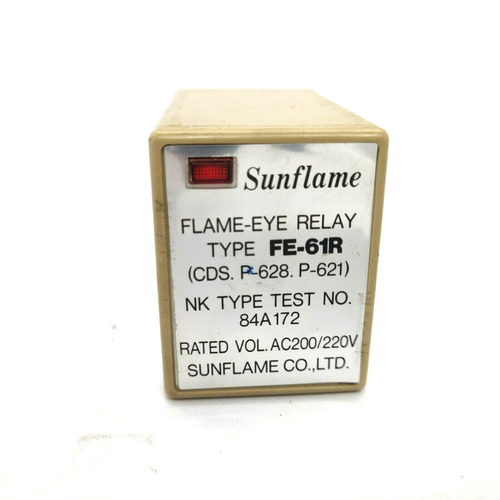 Sunflame
FLAME-EYE RELAY
TYPE FE-61R
(CDS. P-628. P-621)
NK TYPE TEST NO.
84A172
RATED VOL. AC200/220V
SUNFLAME CO.,LTD.